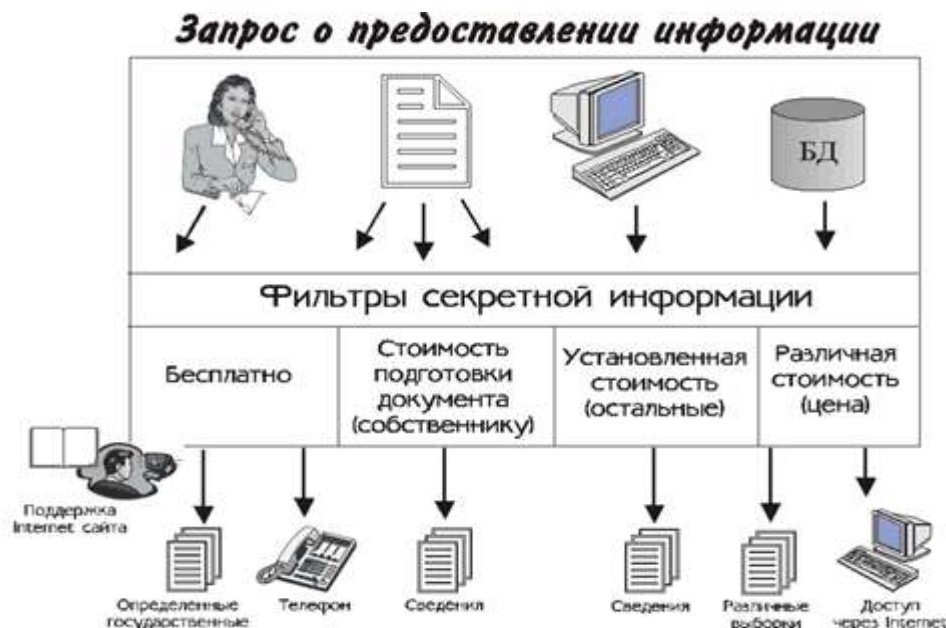 Запрос о предоставлении информации
БД
Фильтры секретной информации
Бесплатно
Стоимость
подготовки
документа
(собственнику)
Установленная
стоимость
(остальные)
Различная
стоимость
(цена)
Поддержка
Internet сайта
Определенные
государственные
Телефон
Сведения
Сведения
Различные
выборки
Доступ
через Internet